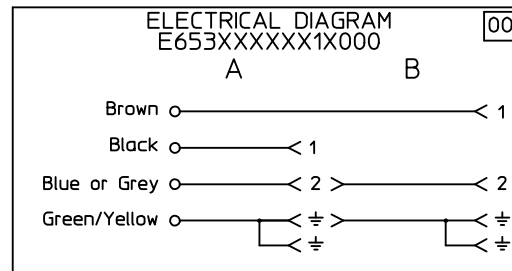 ELECTRICAL DIAGRAM
E653XXXXXX1X000
00
A B
Brown 1
Black 1
Blue or Grey 2 2
Green/Yellow